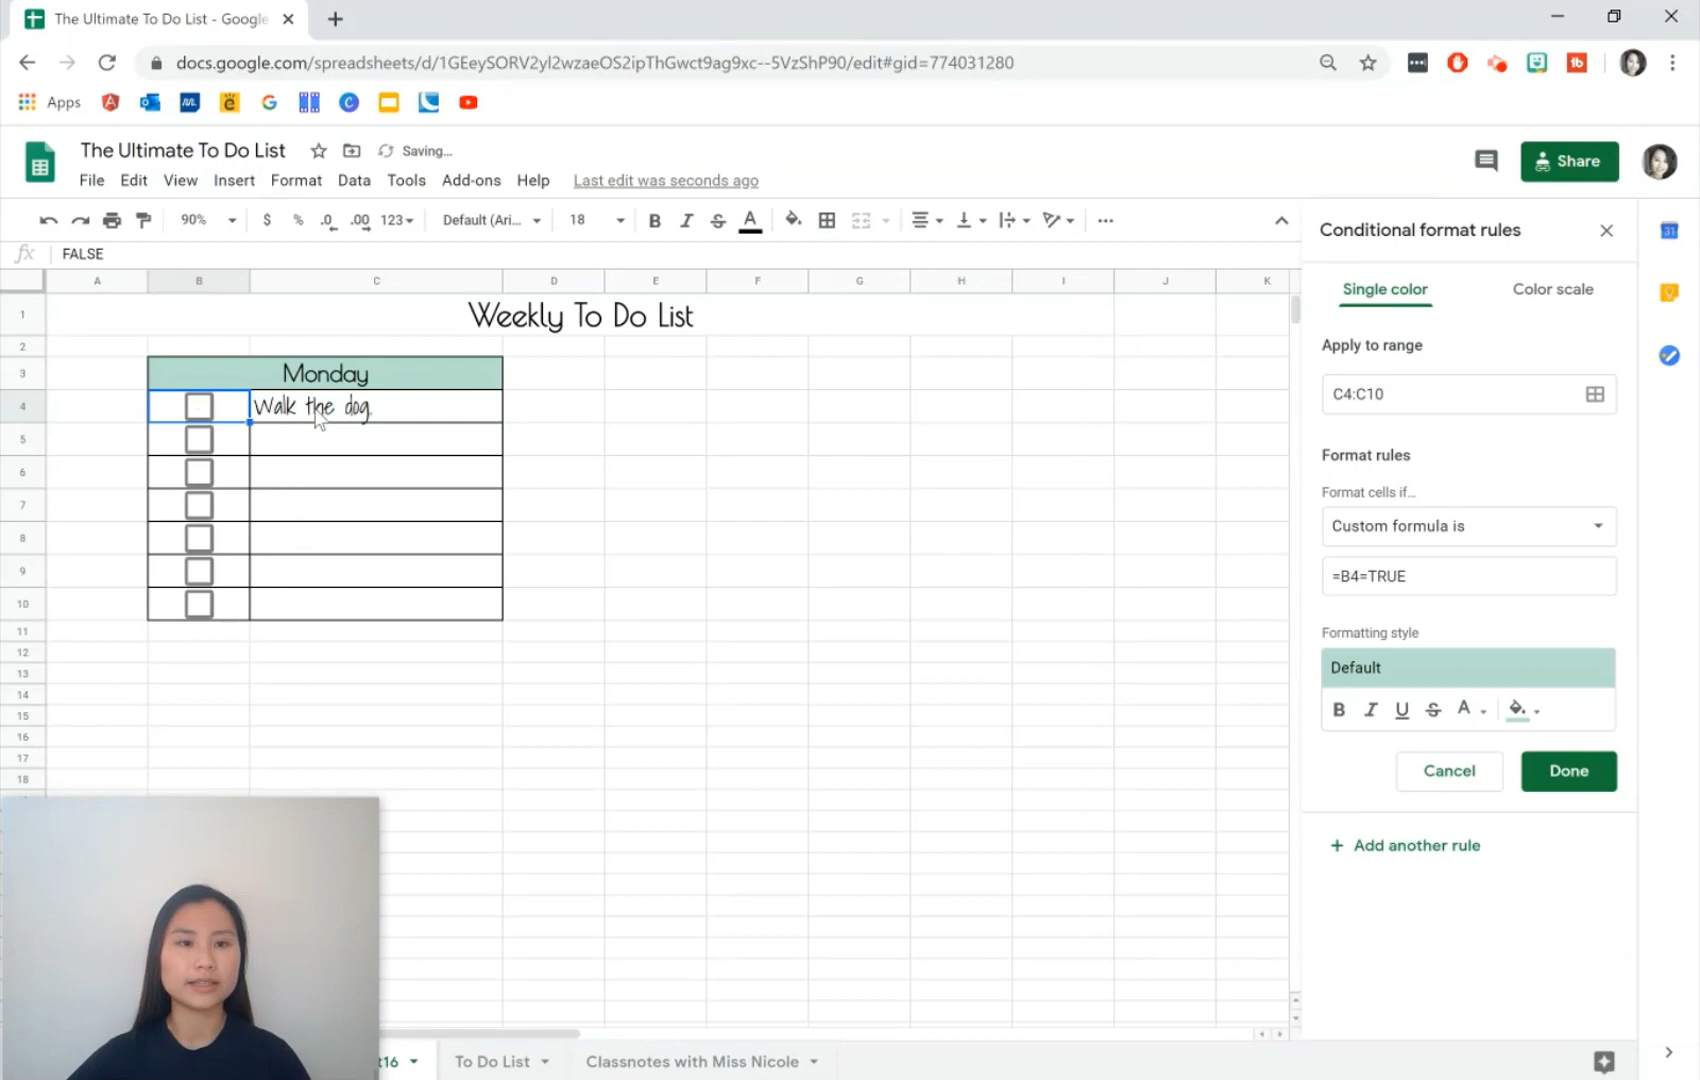 The Ultimate To Do List - Google
docs.google.com/spreadsheets/d/1GEeySORV2yl2wzaeOS2ipThGwct9ag9xc--5VzShP90/edit#gid=774031280
Apps
The Ultimate To Do List Saving...
Share
File Edit View Insert Format Data Tools Add-ons Help Last edit was seconds ago
90% $ % .0 .00 123 Default (Ari... 18 B I S A
fx FALSE
A B C D E F G H I J K
1 Weekly To Do List
2
3 Monday
4 Walk the dog.
5
6
7
8
9
10
11
12
13
14
15
16
17
18
t16 To Do List Classnotes with Miss Nicole
Conditional format rules
Single color Color scale
Apply to range
C4:C10
Format rules
Format cells if...
Custom formula is
=B4=TRUE
Formatting style
Default
B I U S A
Cancel Done
+ Add another rule
31